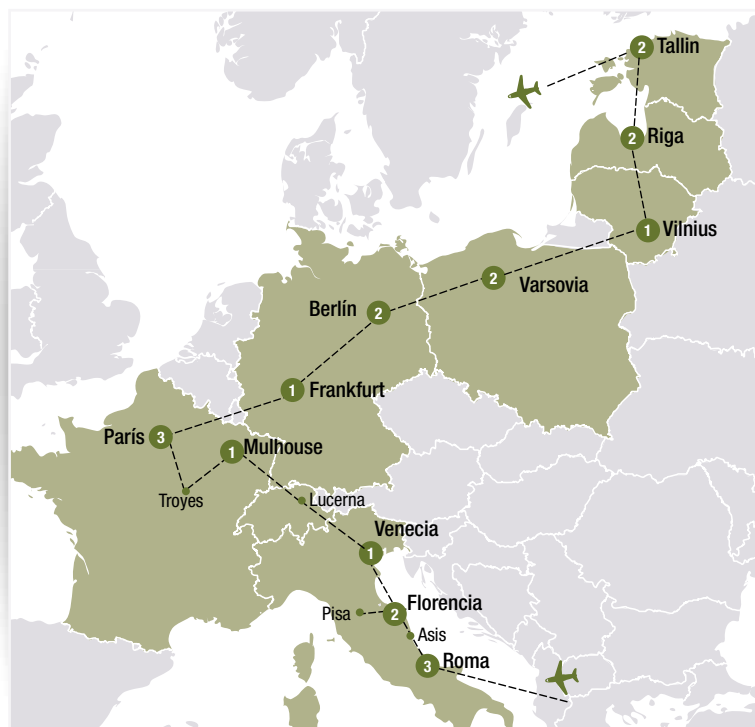 2 Tallin
2 Riga
1 Vilnius
2 Varsovia
Berlín 2
1 Frankfurt
París 3
1 Mulhouse
Troyes
Lucerna
Venecia
1
Florencia
Pisa 2
Asis
3 Roma